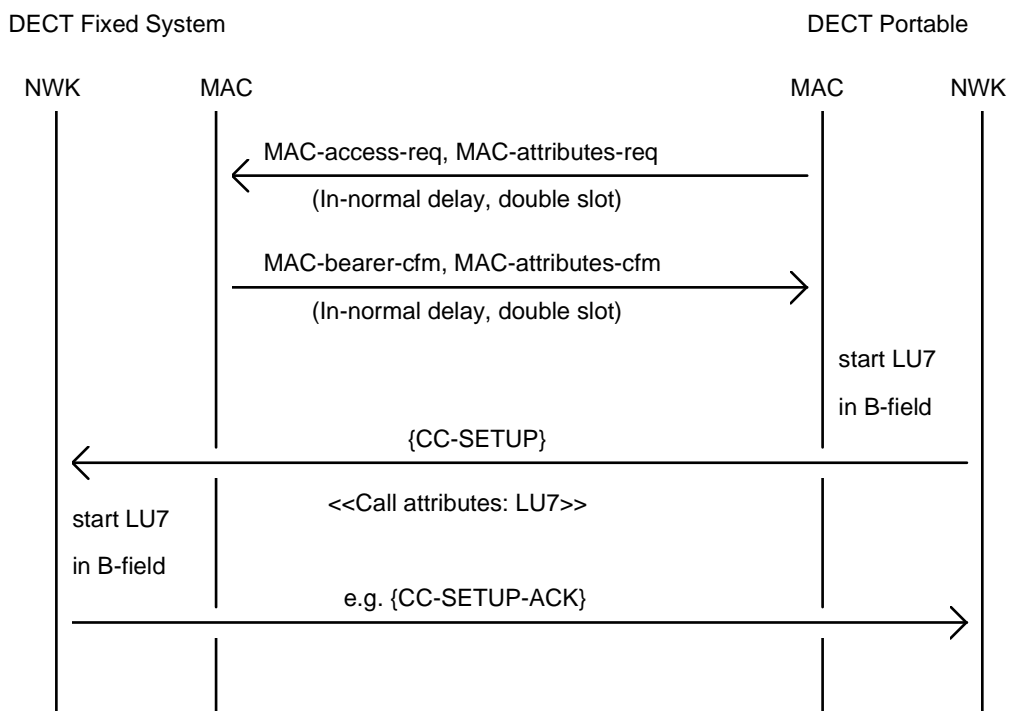 DECT Fixed System DECT Portable
NWK MAC MAC NWK
MAC-access-req, MAC-attributes-req
(In-normal delay, double slot)
MAC-bearer-cfm, MAC-attributes-cfm
(In-normal delay, double slot)
start LU7
in B-field
{CC-SETUP}
<<Call attributes: LU7>>
start LU7
in B-field
e.g. {CC-SETUP-ACK}